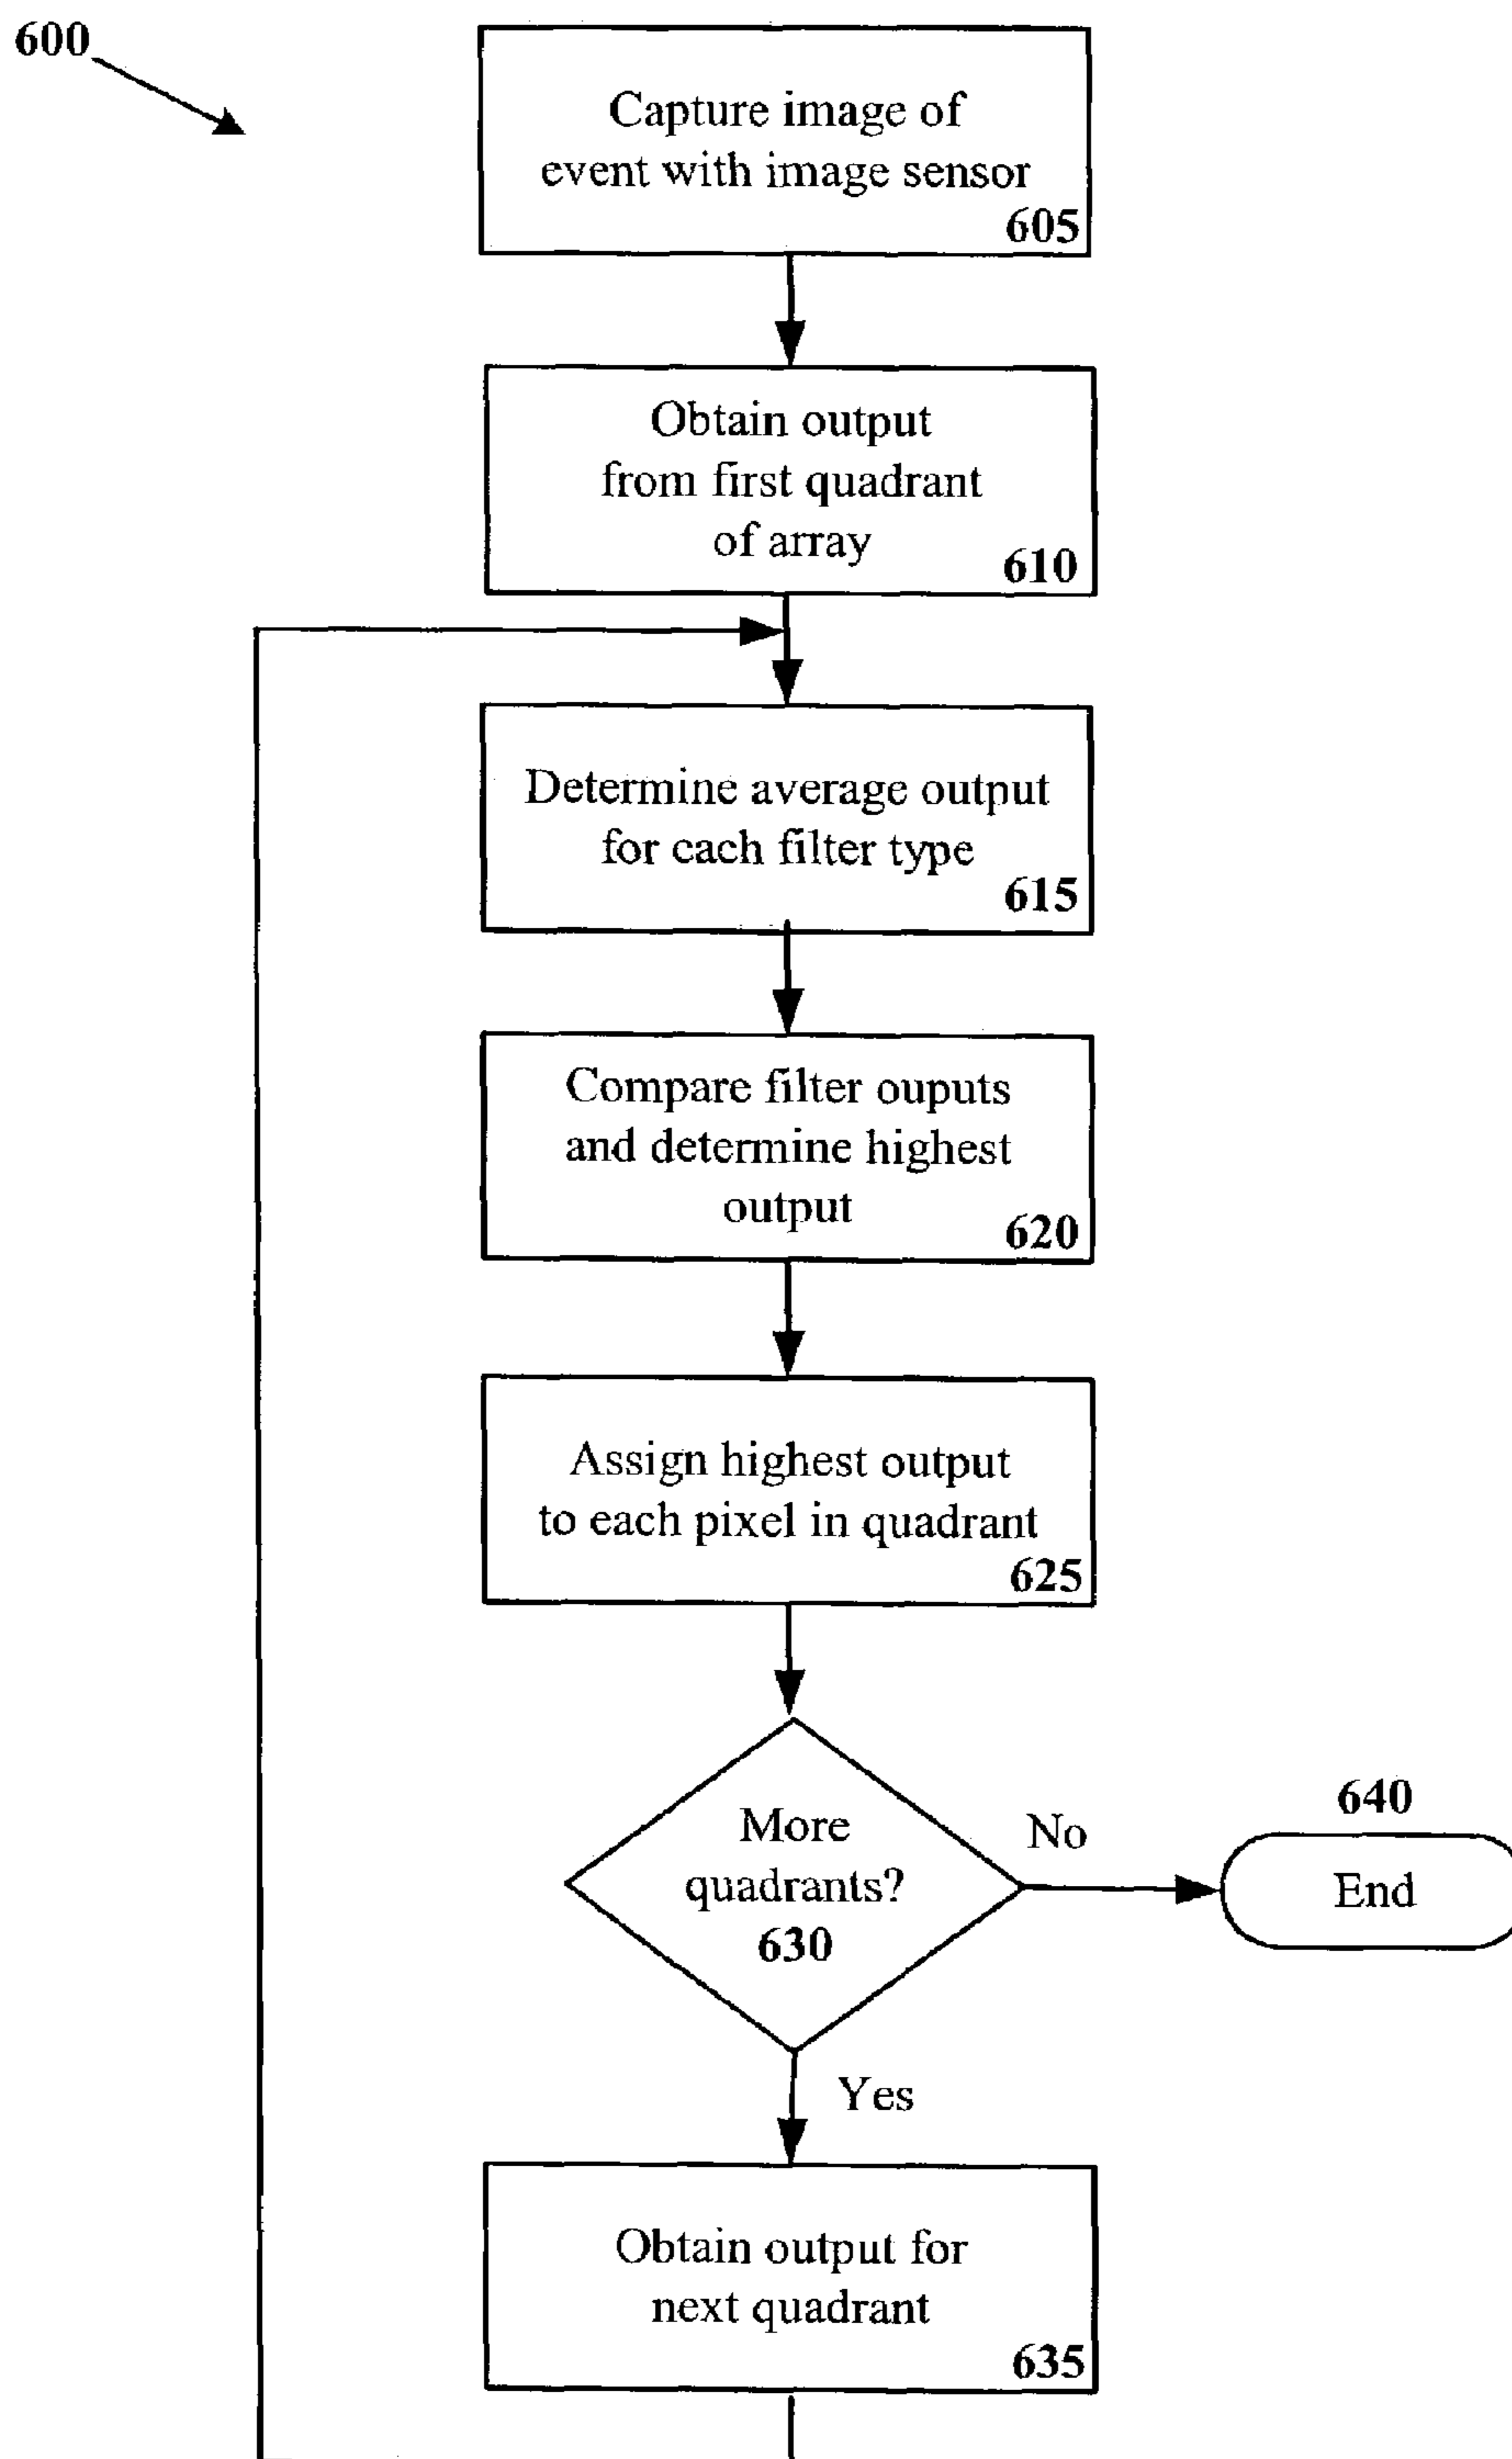 600
Capture image of
event with image sensor
605
Obtain output
from first quadrant
of array
610
Determine average output
for each filter type
615
Compare filter ouputs
and determine highest
output
620
Assign highest output
to each pixel in quadrant
625
More
quadrants?
630
No
640
End
Yes
Obtain output for
next quadrant
635